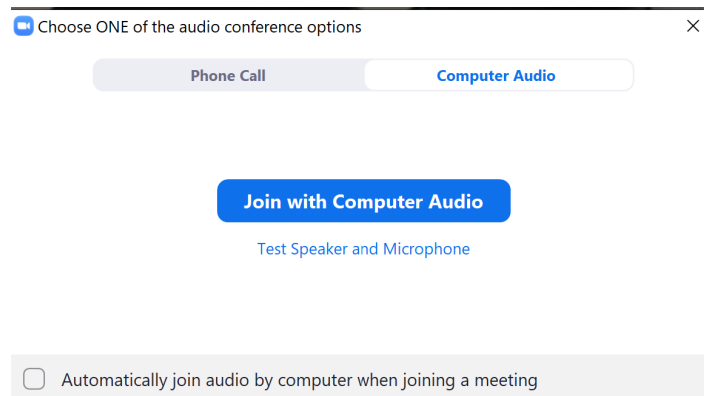 Choose ONE of the audio conference options
Phone Call
Computer Audio
Join with Computer Audio
Test Speaker and Microphone
Automatically join audio by computer when joining a meeting